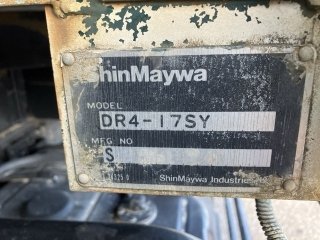 ShinMaywa
MODEL
DR4-17SY
MFG NO
S
ShinMaywa Industries